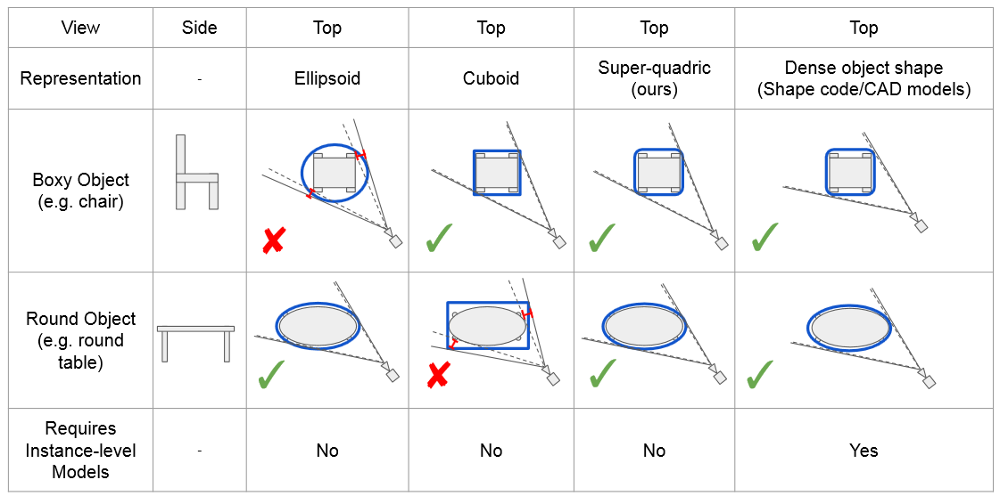 View
Side
Top
Top
Top
Top
Representation
-
Ellipsoid
Cuboid
Super-quadric
(ours)
Dense object shape
(Shape code/CAD models)
Boxy Object
(e.g. chair)
Round Object
(e.g. round
table)
Requires
Instance-level
Models
-
No
No
No
Yes